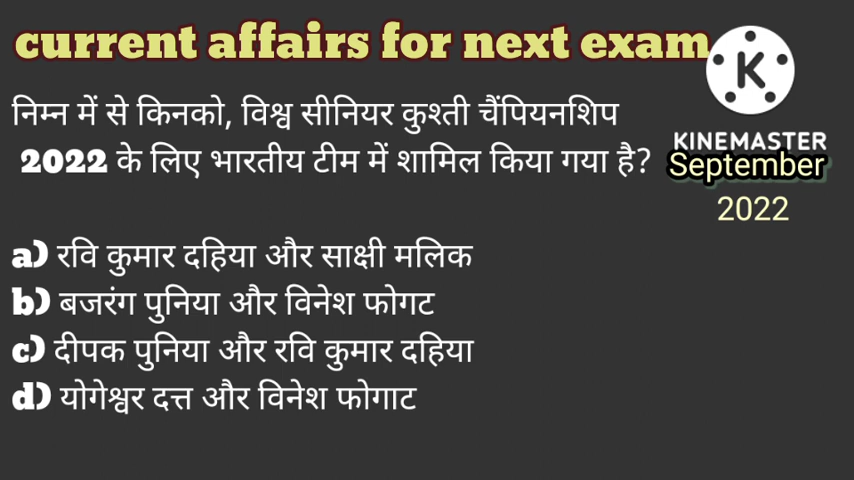 current affairs for next exam
निम्न में से किनको, विश्व सीनियर कुश्ती चैंपियनशिप
2022 के लिए भारतीय टीम में शामिल किया गया है?
K
KINEMASTER
September
2022
a) रवि कुमार दहिया और साक्षी मलिक
b) बजरंग पुनिया और विनेश फोगट
c) दीपक पुनिया और रवि कुमार दहिया
d) योगेश्वर दत्त और विनेश फोगाट